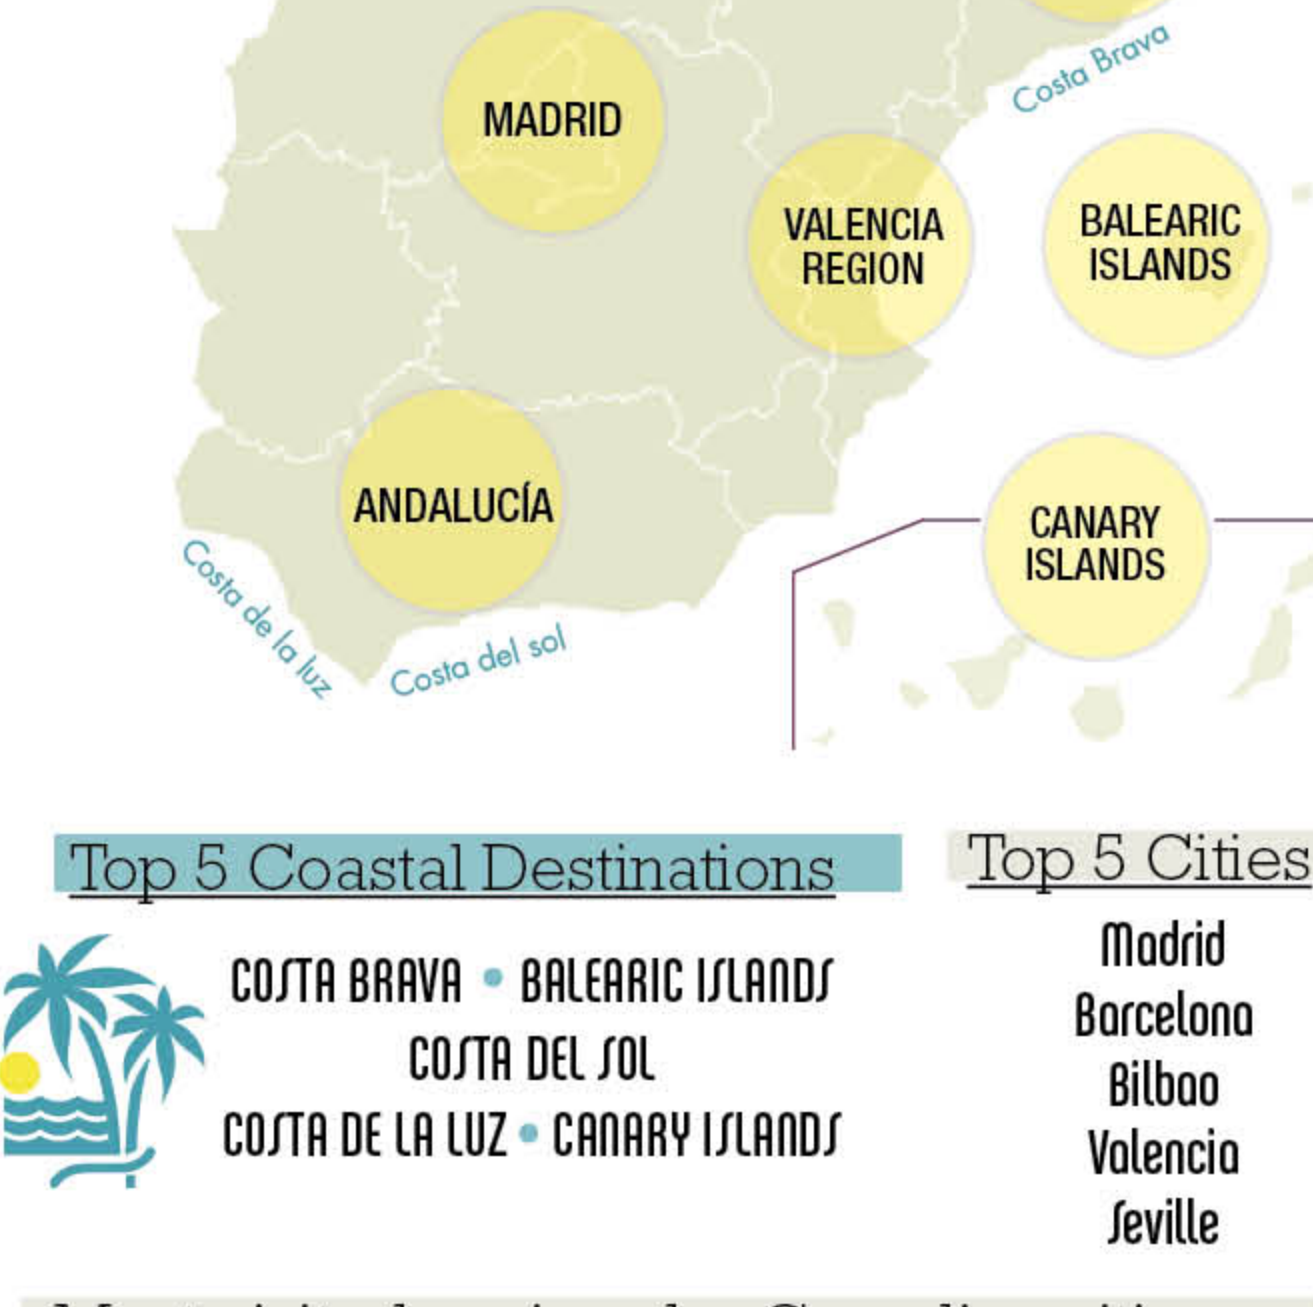 Costa Brava
MADRID
VALENCIA
REGION
BALEARIC
ISLANDS
ANDALUCÍA
CANARY
ISLANDS
Costa de la luz
Costa del sol
Top 5 Coastal Destinations
COSTA BRAVA • BALEARIC ISLANDS
COSTA DEL SOL
COSTA DE LA LUZ • CANARY ISLANDS
Top 5 Cities
Madrid
Barcelona
Bilbao
Valencia
Seville